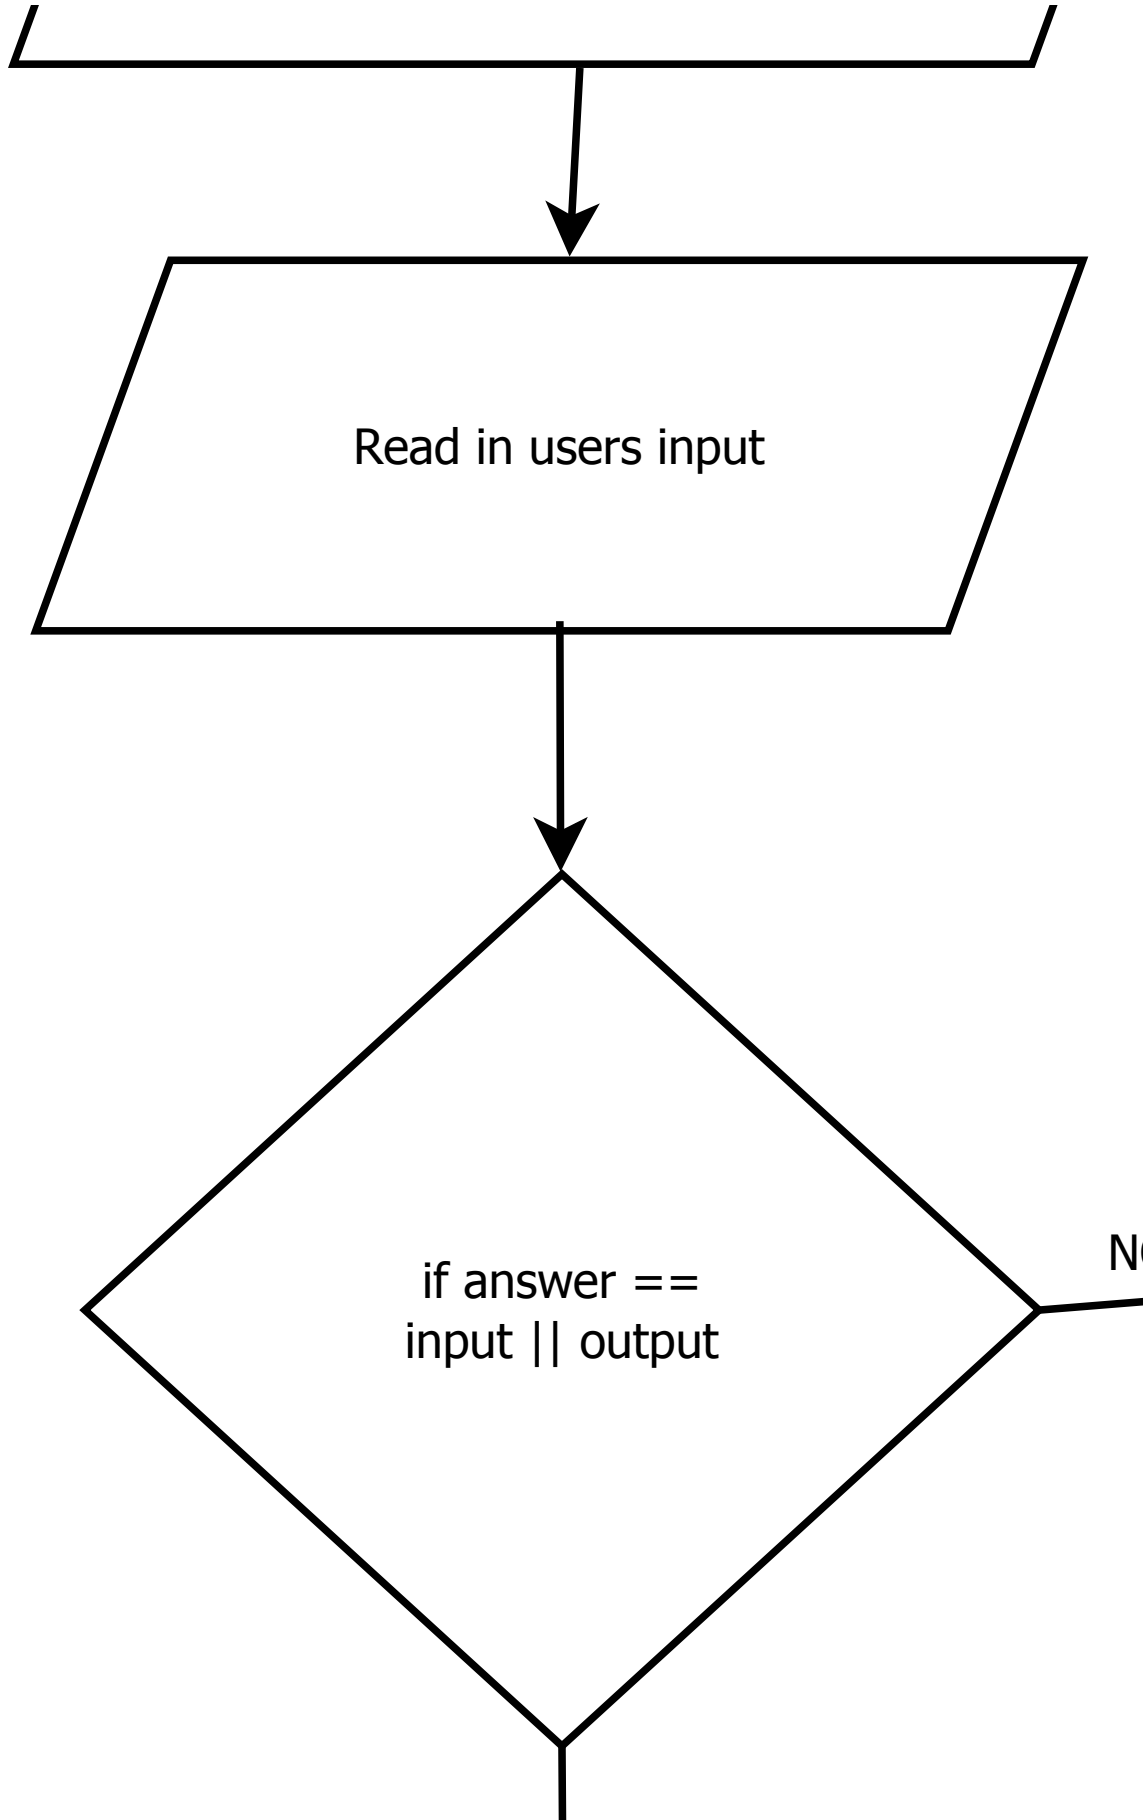 Read in users input
if answer ==
input || output